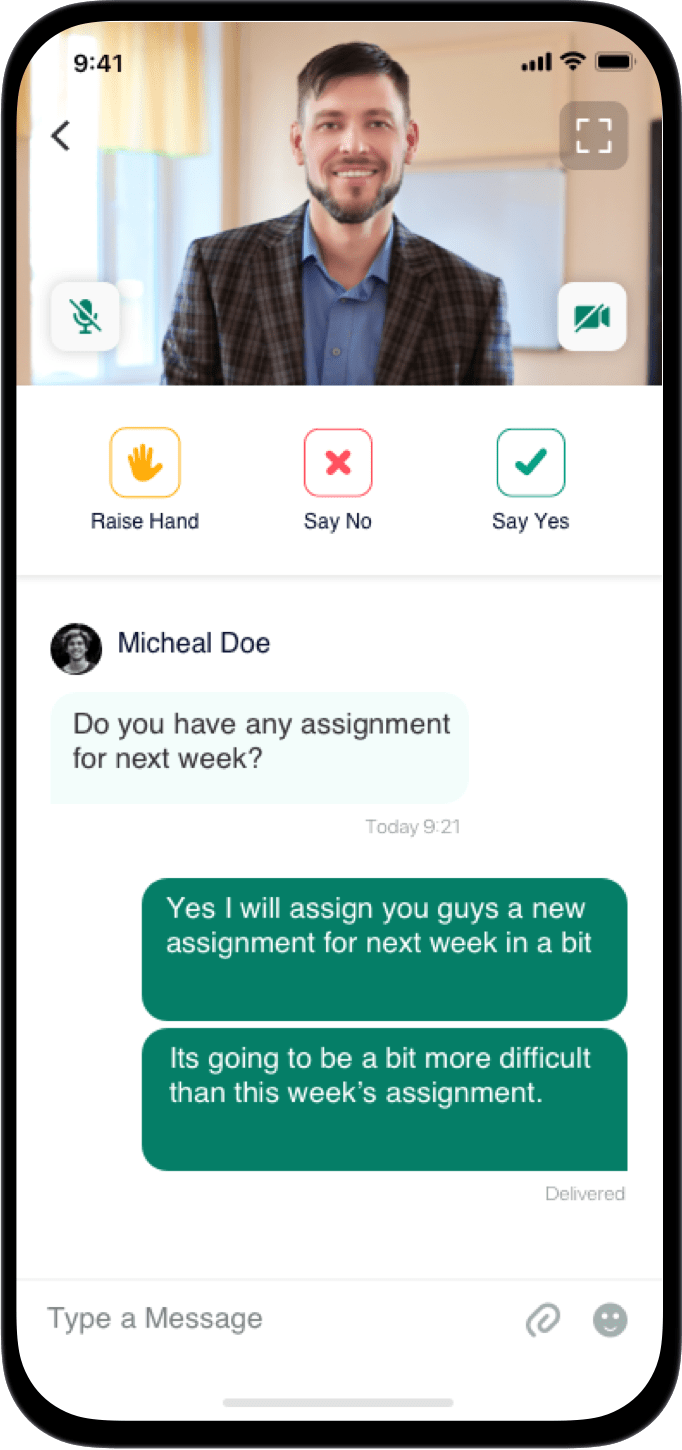 9:41
Raise Hand
Say No
Say Yes
Micheal Doe
Do you have any assignment
for next week?
Today 9:21
Yes I will assign you guys a new
assignment for next week in a bit
Its going to be a bit more difficult
than this week's assignment.
Delivered
Type a Message